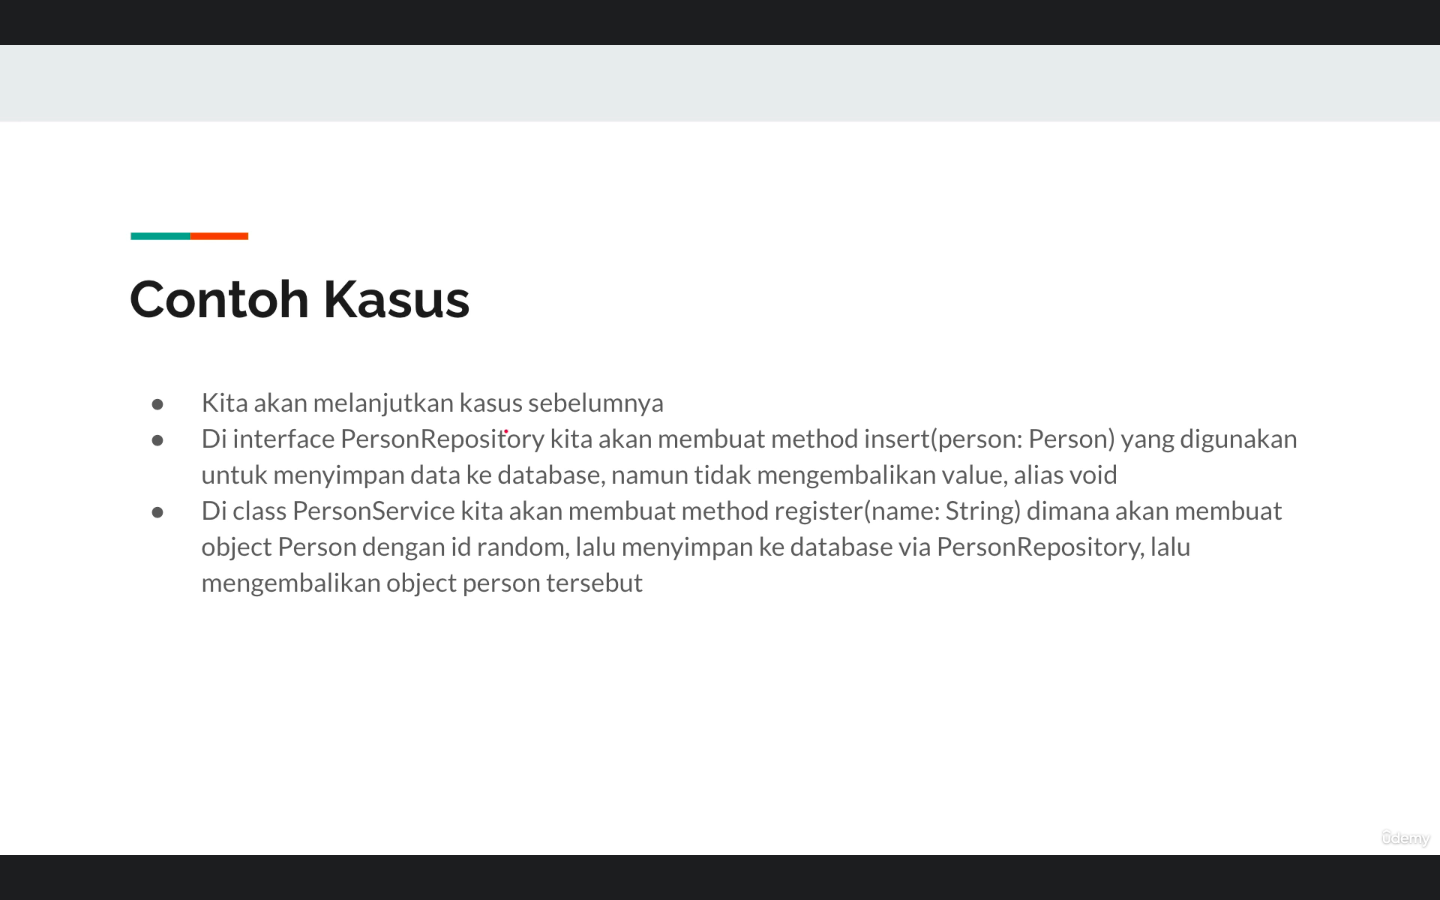 Contoh Kasus
● Kita akan melanjutkan kasus sebelumnya
● Di interface PersonRepository kita akan membuat method insert(person: Person) yang digunakan
untuk menyimpan data ke database, namun tidak mengembalikan value, alias void
● Di class PersonService kita akan membuat method register(name: String) dimana akan membuat
object Person dengan id random, lalu menyimpan ke database via PersonRepository, lalu
mengembalikan object person tersebut
ûdemy